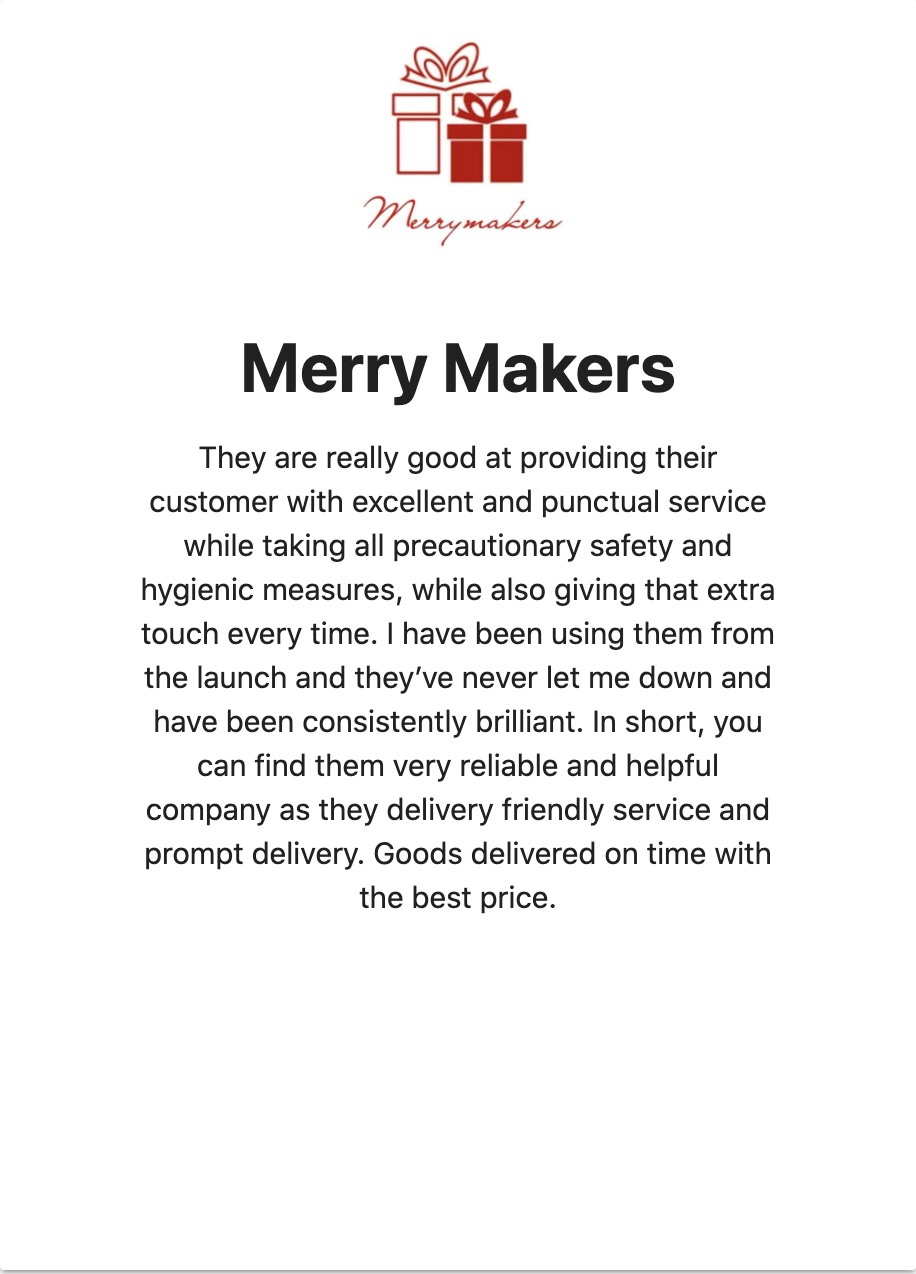 Merrymakers
Merry Makers
They are really good at providing their
customer with excellent and punctual service
while taking all precautionary safety and
hygienic measures, while also giving that extra
touch every time. I have been using them from
the launch and they’ve never let me down and
have been consistently brilliant. In short, you
can find them very reliable and helpful
company as they delivery friendly service and
prompt delivery. Goods delivered on time with
the best price.